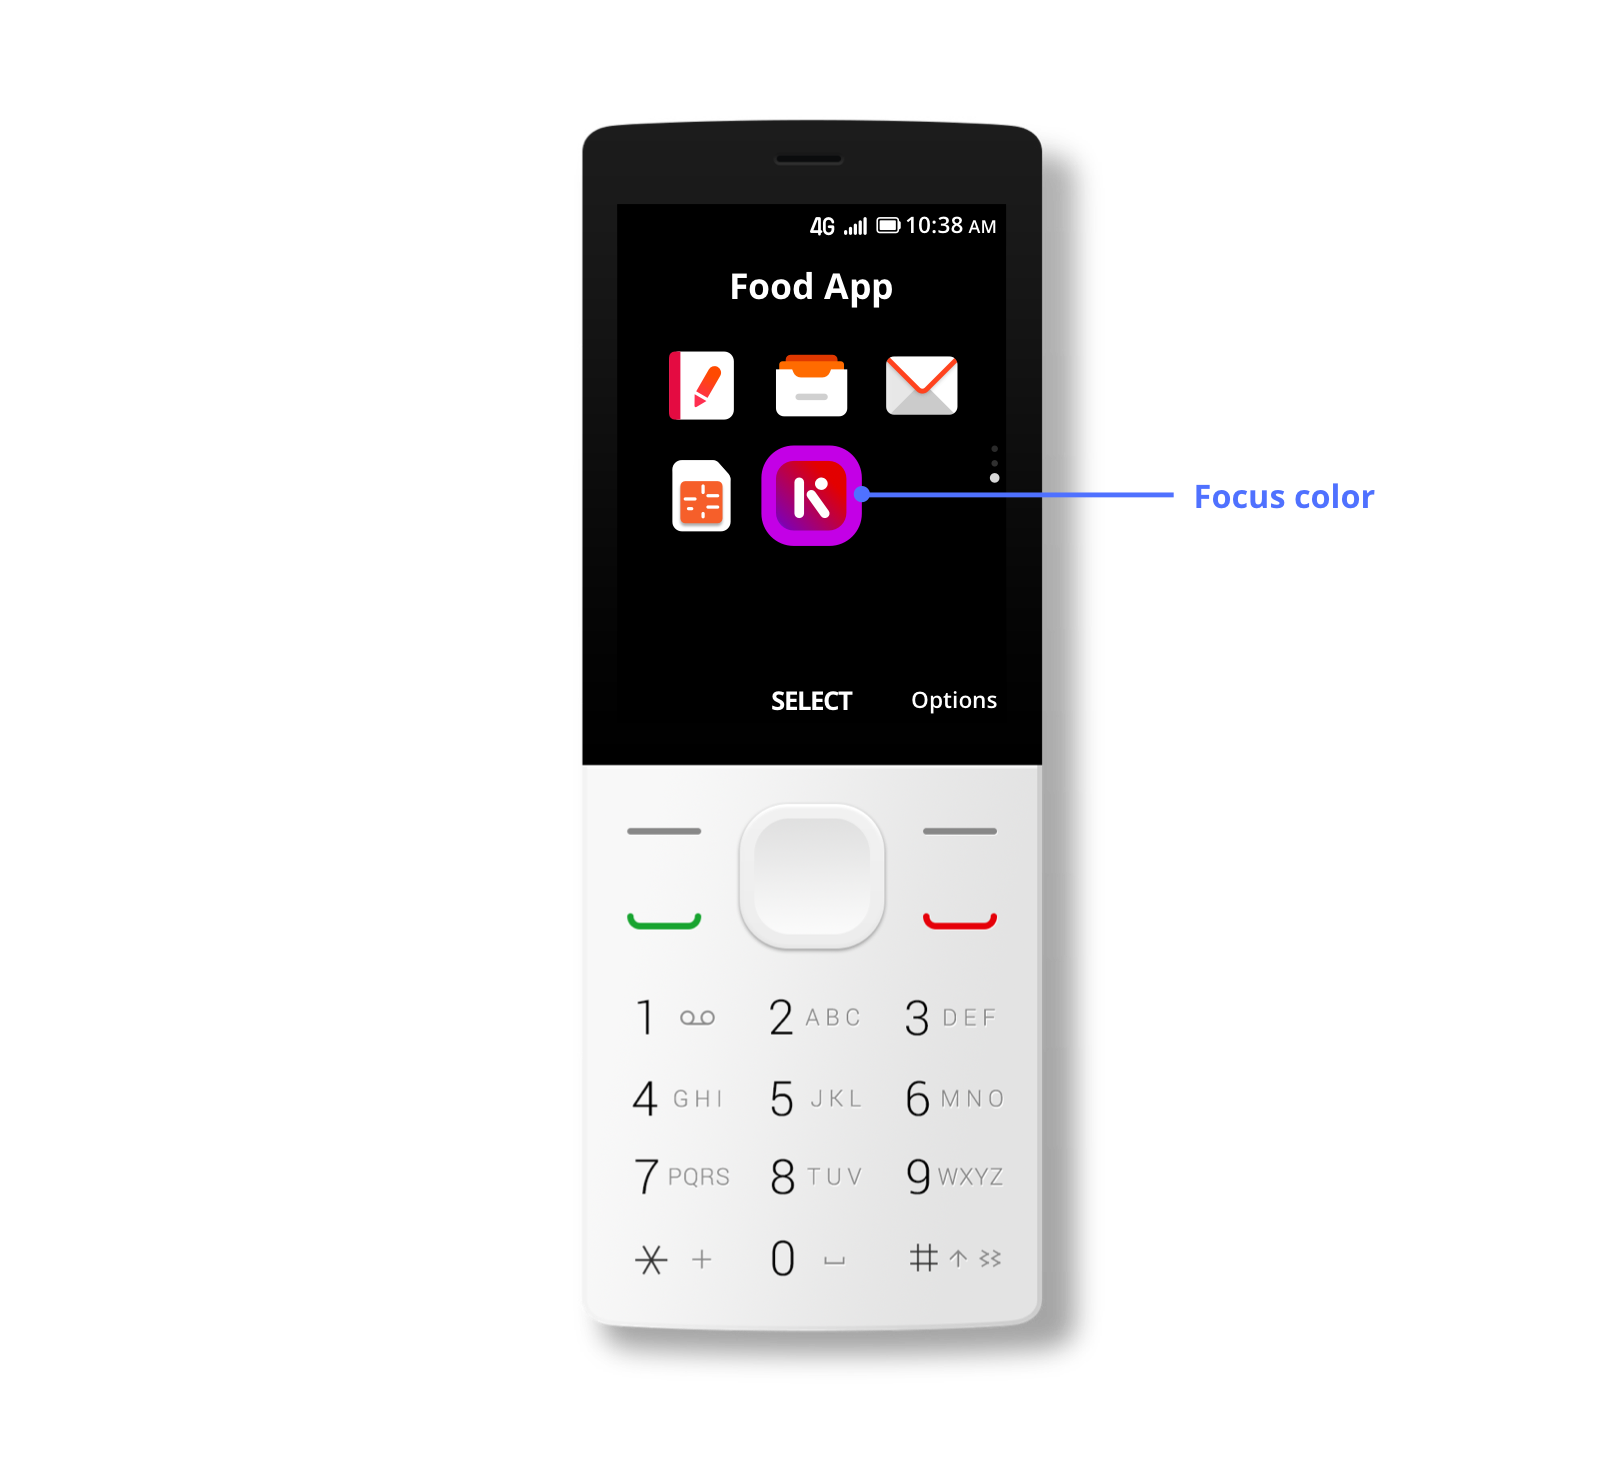 4G 10:38 AM
Food App
Focus color
SELECT Options
1 2 ABC 3 DEF
4 GHI 5 JKL 6 MNO
7 PQRS 8 TUV 9 WXYZ
* + 0 #